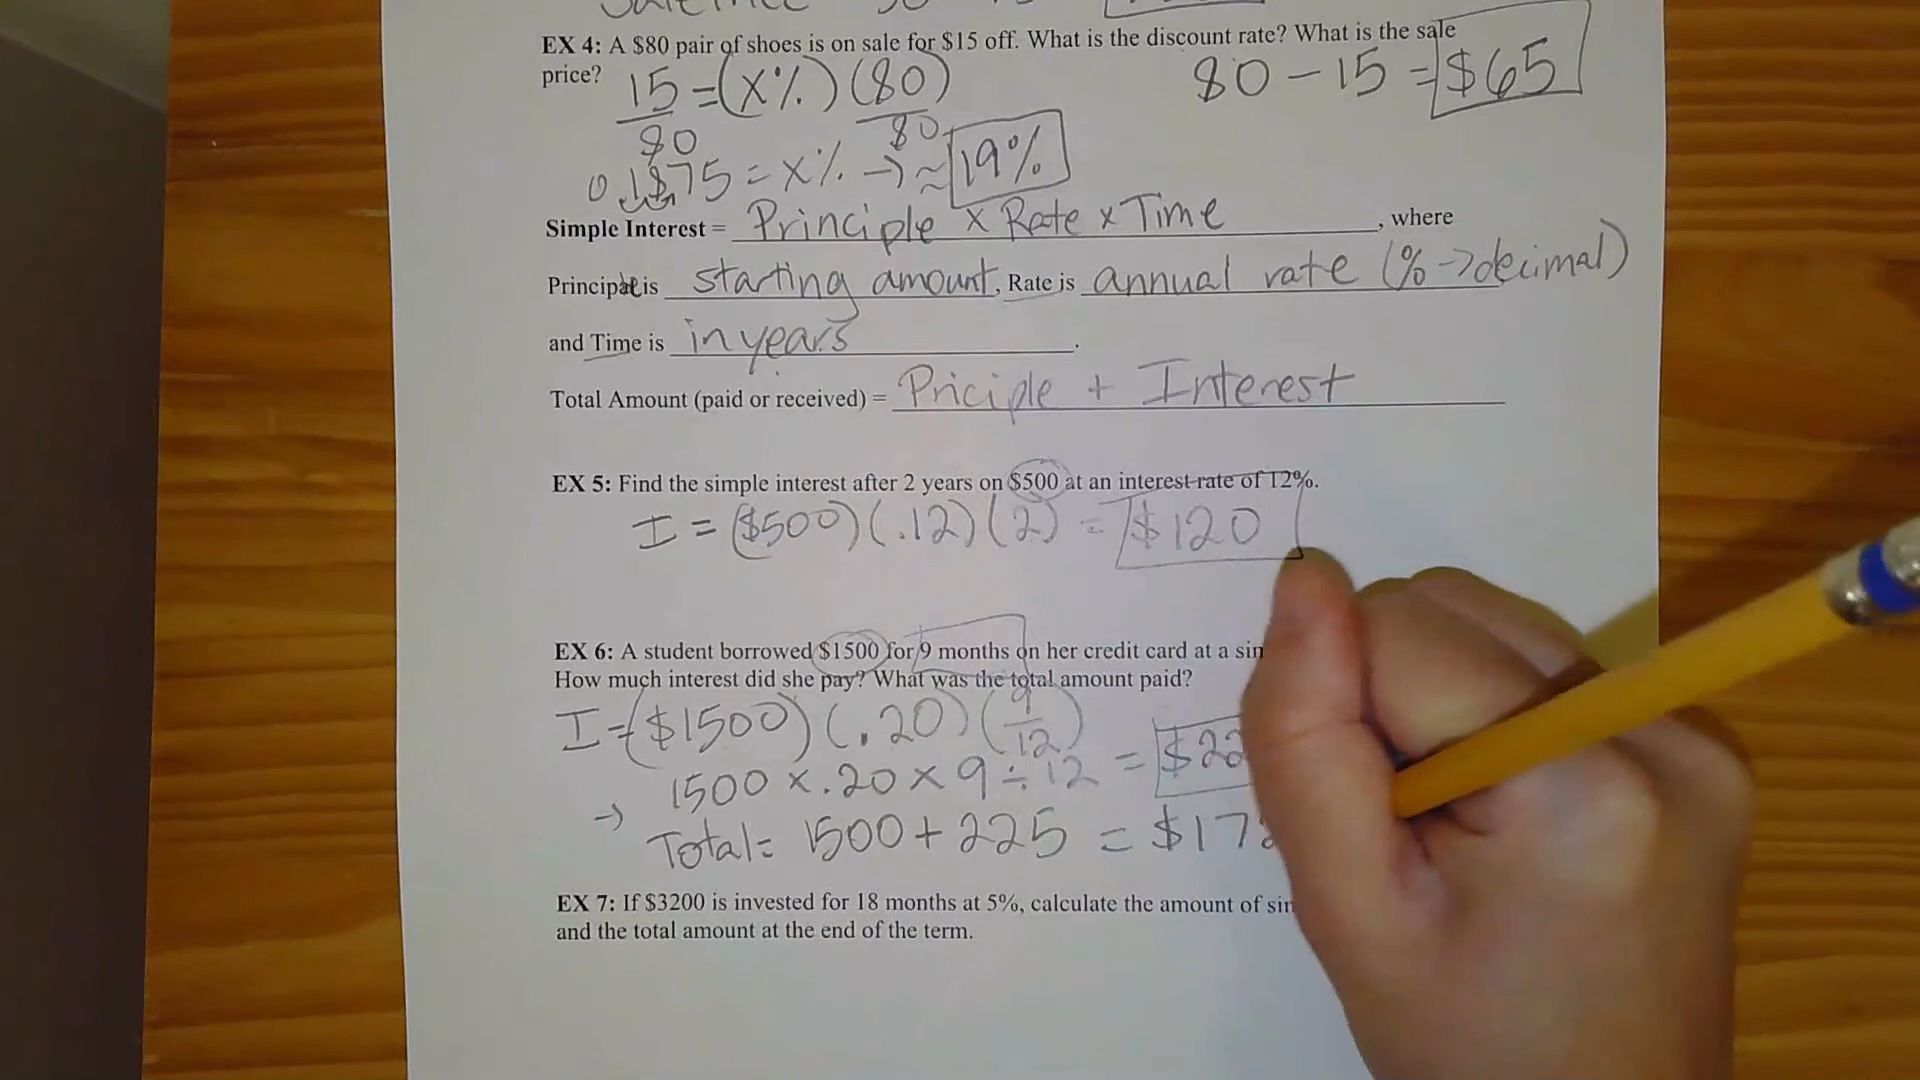 EX 4: A $80 pair of shoes is on sale for $15 off. What is the discount rate? What is the sale
price?
15 = (x%) (80)
80 80
80 - 15 = $65
0.1875 = x% → ≈ 19%
Simple Interest = Principle x Rate x Time , where
Principle is starting amount, Rate is annual rate (% → decimal)
and Time is in years.
Total Amount (paid or received) = Priciple + Interest
EX 5: Find the simple interest after 2 years on $500 at an interest rate of 12%.
I = ($500)(.12)(2) = $120
EX 6: A student borrowed $1500 for 9 months on her credit card at a
How much interest did she pay? What was the total amount paid?
I = ($1500)(.20)(9/12)
1500 x .20 x 9 ÷ 12 = $22
→ Total = 1500 + 225 = $17
EX 7: If $3200 is invested for 18 months at 5%, calculate the amount of
and the total amount at the end of the term.